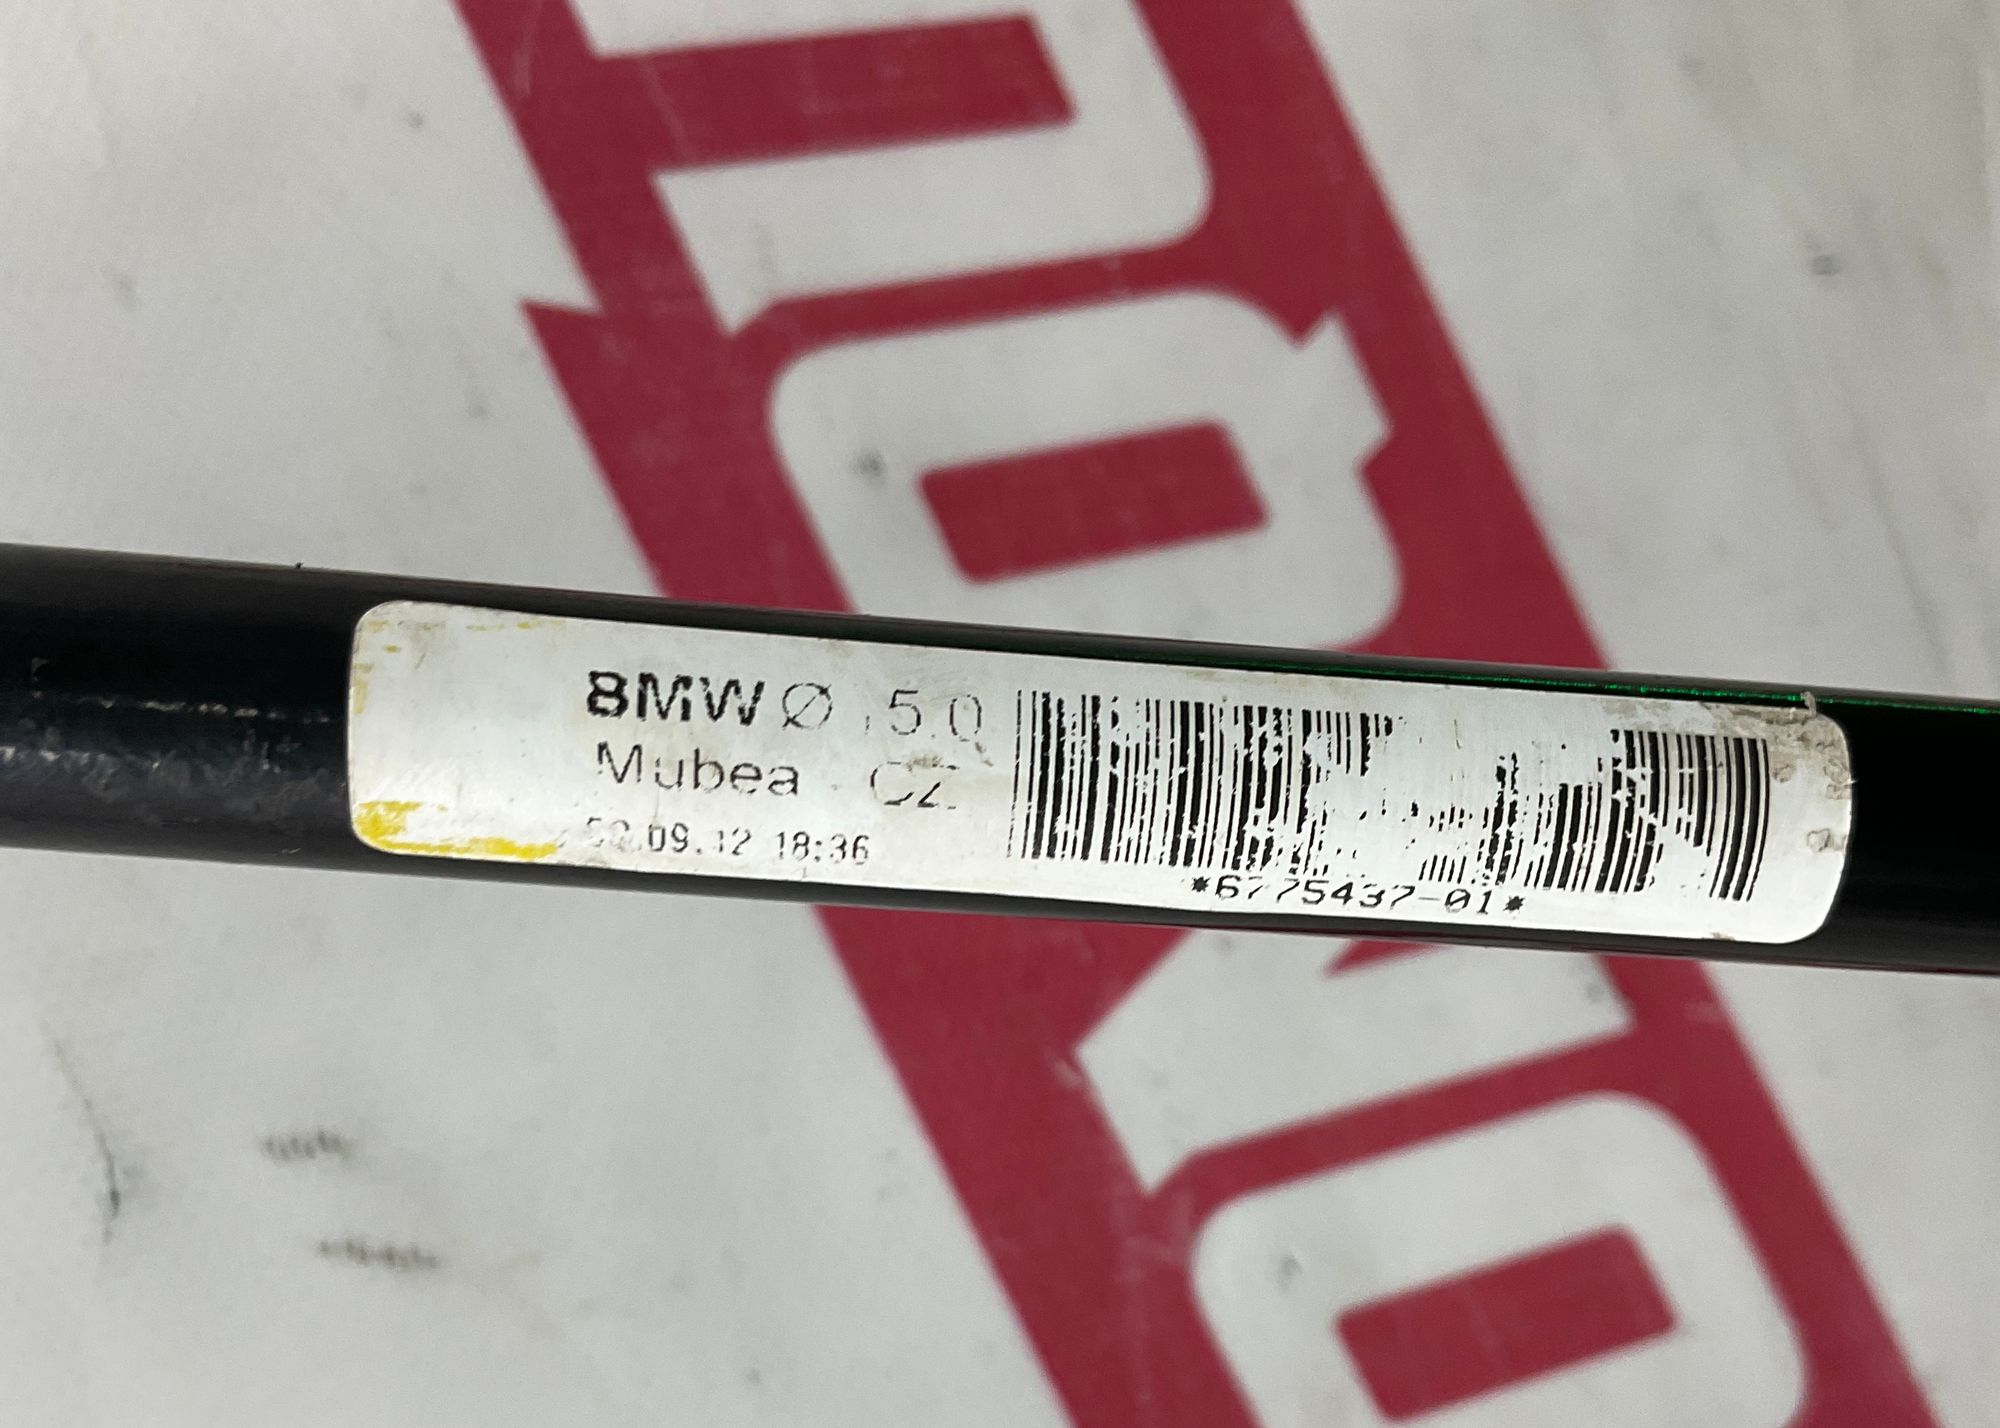 BMW Ø 15.0
Mubea CZ
.09.12 18:36
*6775437-01*